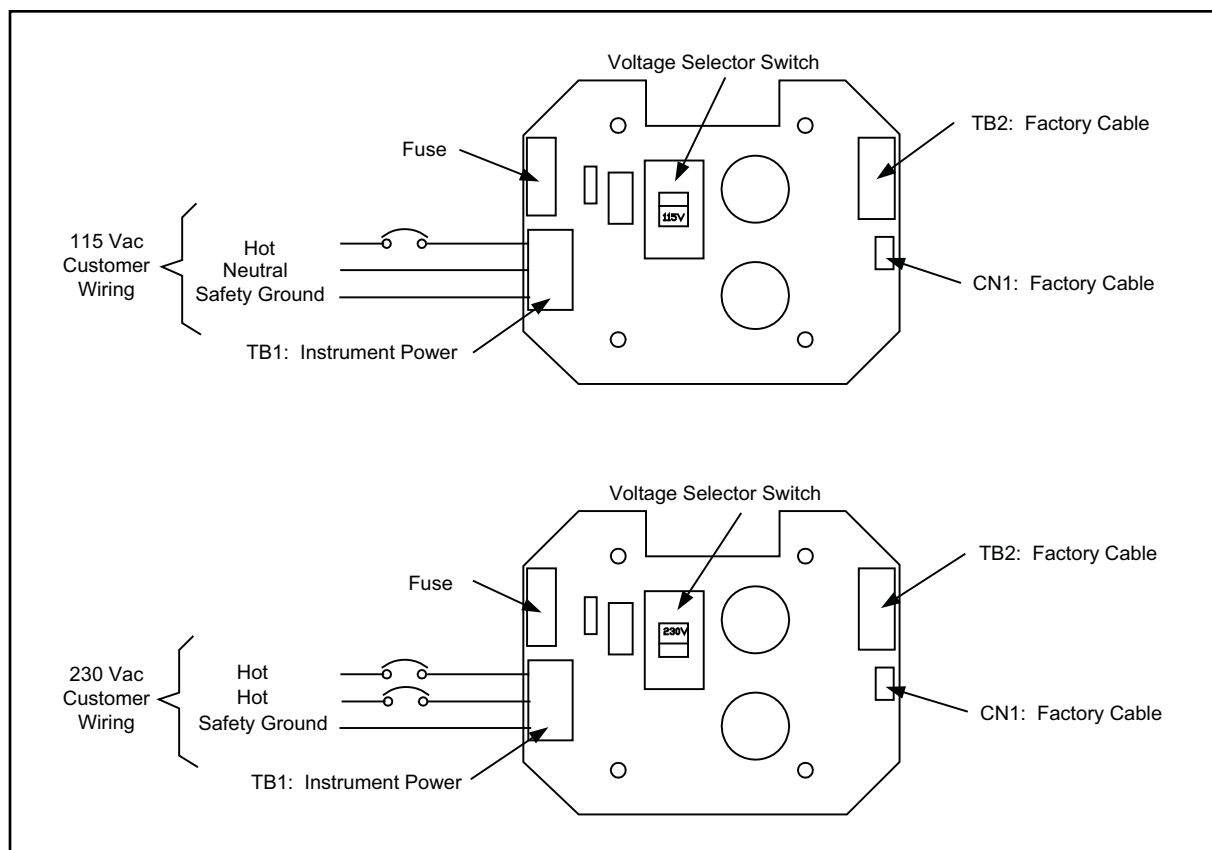 Voltage Selector Switch
TB2: Factory Cable
Fuse
115V
115 Vac
Customer
Wiring
Hot
Neutral
Safety Ground
CN1: Factory Cable
TB1: Instrument Power
Voltage Selector Switch
TB2: Factory Cable
Fuse
230V
230 Vac
Customer
Wiring
Hot
Hot
Safety Ground
CN1: Factory Cable
TB1: Instrument Power